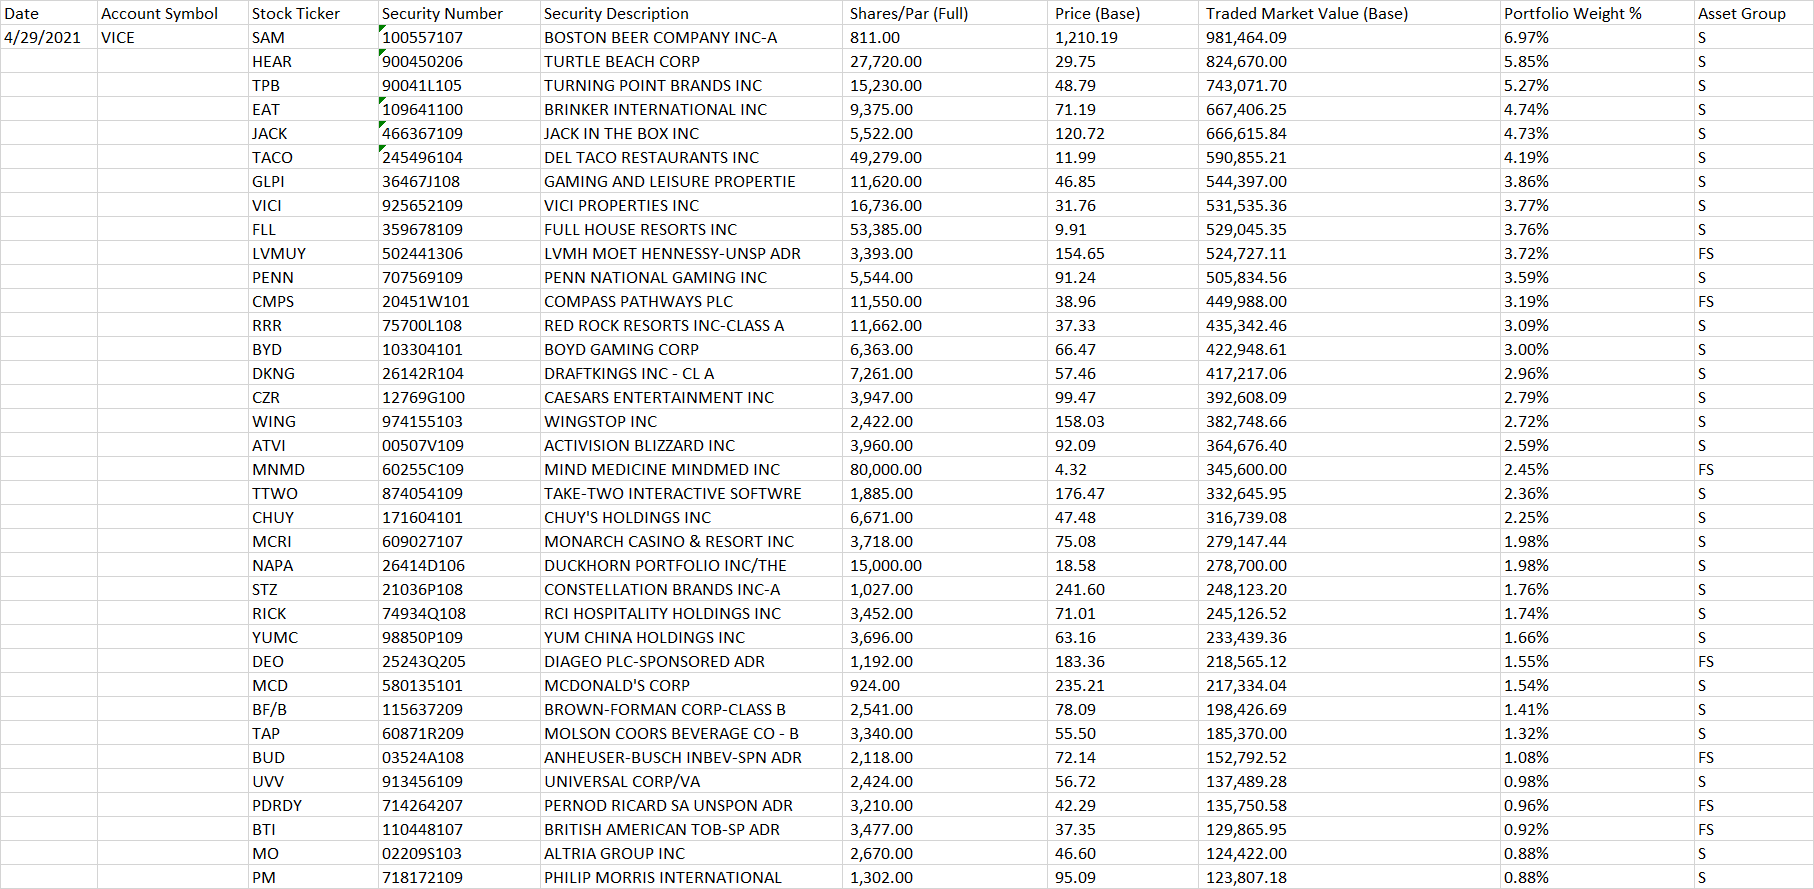 Date Account Symbol Stock Ticker Security Number Security Description Shares/Par (Full) Price (Base) Traded Market Value (Base) Portfolio Weight % Asset Group
4/29/2021 VICE SAM 100557107 BOSTON BEER COMPANY INC-A 811.00 1,210.19 981,464.09 6.97% S
HEAR 900450206 TURTLE BEACH CORP 27,720.00 29.75 824,670.00 5.85% S
TPB 90041L105 TURNING POINT BRANDS INC 15,230.00 48.79 743,071.70 5.27% S
EAT 109641100 BRINKER INTERNATIONAL INC 9,375.00 71.19 667,406.25 4.74% S
JACK 466367109 JACK IN THE BOX INC 5,522.00 120.72 666,615.84 4.73% S
TACO 245496104 DEL TACO RESTAURANTS INC 49,279.00 11.99 590,855.21 4.19% S
GLPI 36467J108 GAMING AND LEISURE PROPERTIE 11,620.00 46.85 544,397.00 3.86% S
VICI 925652109 VICI PROPERTIES INC 16,736.00 31.76 531,535.36 3.77% S
FLL 359678109 FULL HOUSE RESORTS INC 53,385.00 9.91 529,045.35 3.76% S
LVMUY 502441306 LVMH MOET HENNESSY-UNSP ADR 3,393.00 154.65 524,727.11 3.72% FS
PENN 707569109 PENN NATIONAL GAMING INC 5,544.00 91.24 505,834.56 3.59% S
CMPS 20451W101 COMPASS PATHWAYS PLC 11,550.00 38.96 449,988.00 3.19% FS
RRR 75700L108 RED ROCK RESORTS INC-CLASS A 11,662.00 37.33 435,342.46 3.09% S
BYD 103304101 BOYD GAMING CORP 6,363.00 66.47 422,948.61 3.00% S
DKNG 26142R104 DRAFTKINGS INC - CL A 7,261.00 57.46 417,217.06 2.96% S
CZR 12769G100 CAESARS ENTERTAINMENT INC 3,947.00 99.47 392,608.09 2.79% S
WING 974155103 WINGSTOP INC 2,422.00 158.03 382,748.66 2.72% S
ATVI 00507V109 ACTIVISION BLIZZARD INC 3,960.00 92.09 364,676.40 2.59% S
MNMD 60255C109 MIND MEDICINE MINDMED INC 80,000.00 4.32 345,600.00 2.45% FS
TTWO 874054109 TAKE-TWO INTERACTIVE SOFTWRE 1,885.00 176.47 332,645.95 2.36% S
CHUY 171604101 CHUY'S HOLDINGS INC 6,671.00 47.48 316,739.08 2.25% S
MCRI 609027107 MONARCH CASINO & RESORT INC 3,718.00 75.08 279,147.44 1.98% S
NAPA 26414D106 DUCKHORN PORTFOLIO INC/THE 15,000.00 18.58 278,700.00 1.98% S
STZ 21036P108 CONSTELLATION BRANDS INC-A 1,027.00 241.60 248,123.20 1.76% S
RICK 74934Q108 RCI HOSPITALITY HOLDINGS INC 3,452.00 71.01 245,126.52 1.74% S
YUMC 98850P109 YUM CHINA HOLDINGS INC 3,696.00 63.16 233,439.36 1.66% S
DEO 25243Q205 DIAGEO PLC-SPONSORED ADR 1,192.00 183.36 218,565.12 1.55% FS
MCD 580135101 MCDONALD'S CORP 924.00 235.21 217,334.04 1.54% S
BF/B 115637209 BROWN-FORMAN CORP-CLASS B 2,541.00 78.09 198,426.69 1.41% S
TAP 60871R209 MOLSON COORS BEVERAGE CO - B 3,340.00 55.50 185,370.00 1.32% S
BUD 03524A108 ANHEUSER-BUSCH INBEV-SPN ADR 2,118.00 72.14 152,792.52 1.08% FS
UVV 913456109 UNIVERSAL CORP/VA 2,424.00 56.72 137,489.28 0.98% S
PDRDY 714264207 PERNOD RICARD SA UNSPON ADR 3,210.00 42.29 135,750.58 0.96% FS
BTI 110448107 BRITISH AMERICAN TOB-SP ADR 3,477.00 37.35 129,865.95 0.92% FS
MO 02209S103 ALTRIA GROUP INC 2,670.00 46.60 124,422.00 0.88% S
PM 718172109 PHILIP MORRIS INTERNATIONAL 1,302.00 95.09 123,807.18 0.88% S